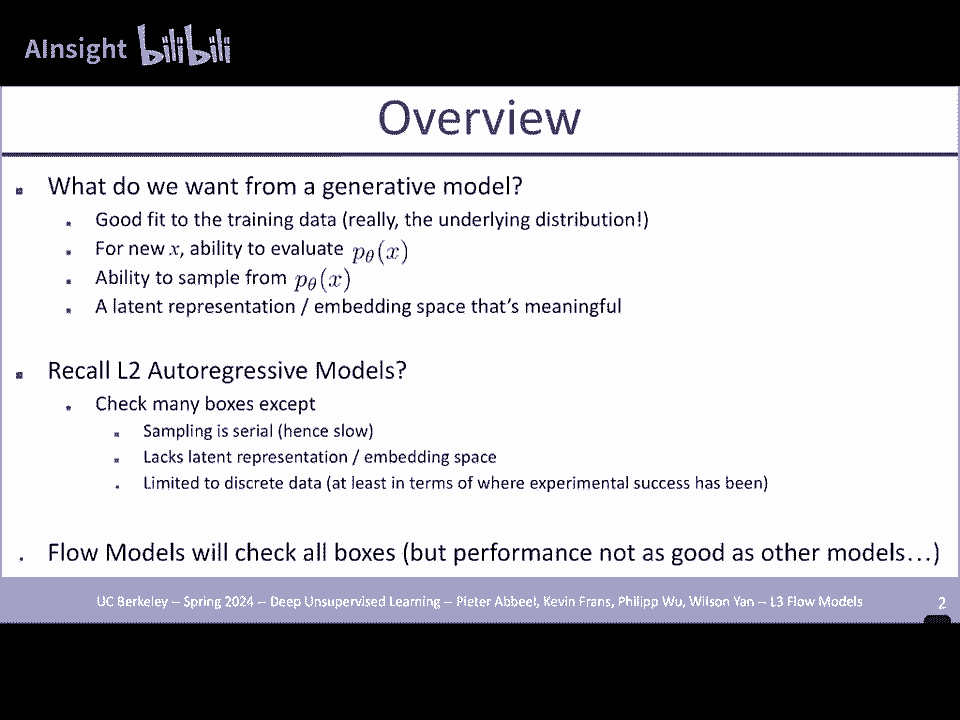 AInsight bilibili
Overview
What do we want from a generative model?
Good fit to the training data (really, the underlying distribution!)
For new x, ability to evaluate pθ(x)
Ability to sample from pθ(x)
A latent representation / embedding space that's meaningful
Recall L2 Autoregressive Models?
Check many boxes except
Sampling is serial (hence slow)
Lacks latent representation / embedding space
Limited to discrete data (at least in terms of where experimental success has been)
Flow Models will check all boxes (but performance not as good as other models…)
UC Berkeley – Spring 2024 – Deep Unsupervised Learning – Pieter Abbeel, Kevin Frans, Philipp Wu, Wilson Yan – L3 Flow Models 2